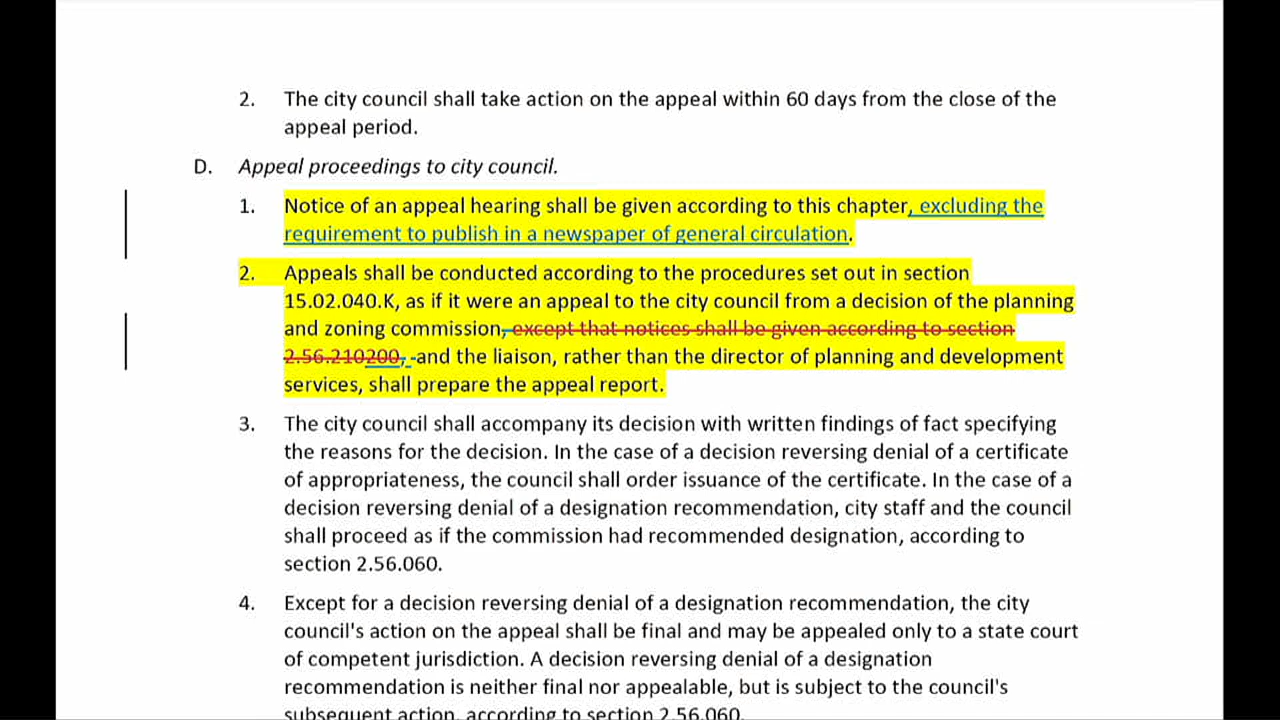 2. The city council shall take action on the appeal within 60 days from the close of the
appeal period.
D. Appeal proceedings to city council.
1. Notice of an appeal hearing shall be given according to this chapter, excluding the
requirement to publish in a newspaper of general circulation.
2. Appeals shall be conducted according to the procedures set out in section
15.02.040.K, as if it were an appeal to the city council from a decision of the planning
and zoning commission, except that notices shall be given according to section
2.56.210200, and the liaison, rather than the director of planning and development
services, shall prepare the appeal report.
3. The city council shall accompany its decision with written findings of fact specifying
the reasons for the decision. In the case of a decision reversing denial of a certificate
of appropriateness, the council shall order issuance of the certificate. In the case of a
decision reversing denial of a designation recommendation, city staff and the council
shall proceed as if the commission had recommended designation, according to
section 2.56.060.
4. Except for a decision reversing denial of a designation recommendation, the city
council's action on the appeal shall be final and may be appealed only to a state court
of competent jurisdiction. A decision reversing denial of a designation
recommendation is neither final nor appealable, but is subject to the council's
subsequent action, according to section 2.56.060.